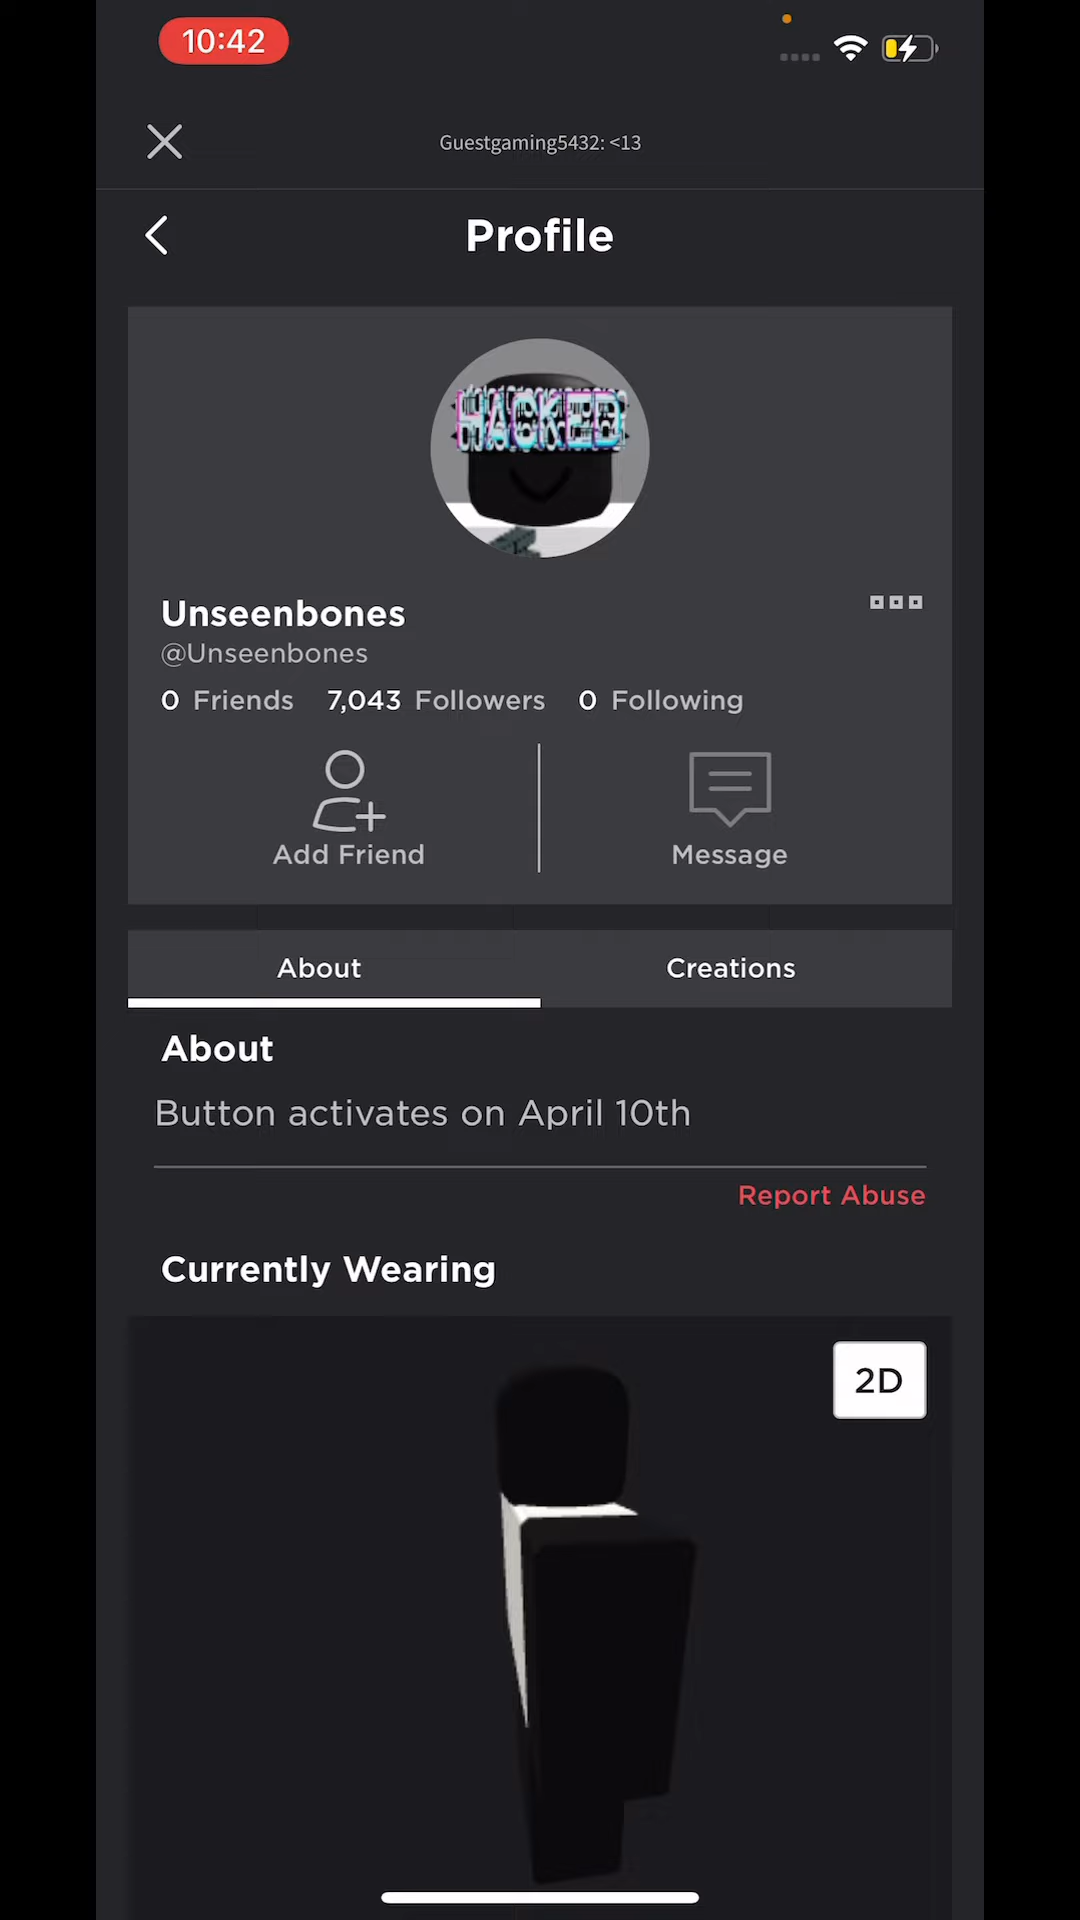 10:42
Guestgaming5432: <13
Profile
HACKED
Unseenbones
@Unseenbones
0 Friends 7,043 Followers 0 Following
Add Friend
Message
About
Creations
About
Button activates on April 10th
Report Abuse
Currently Wearing
2D